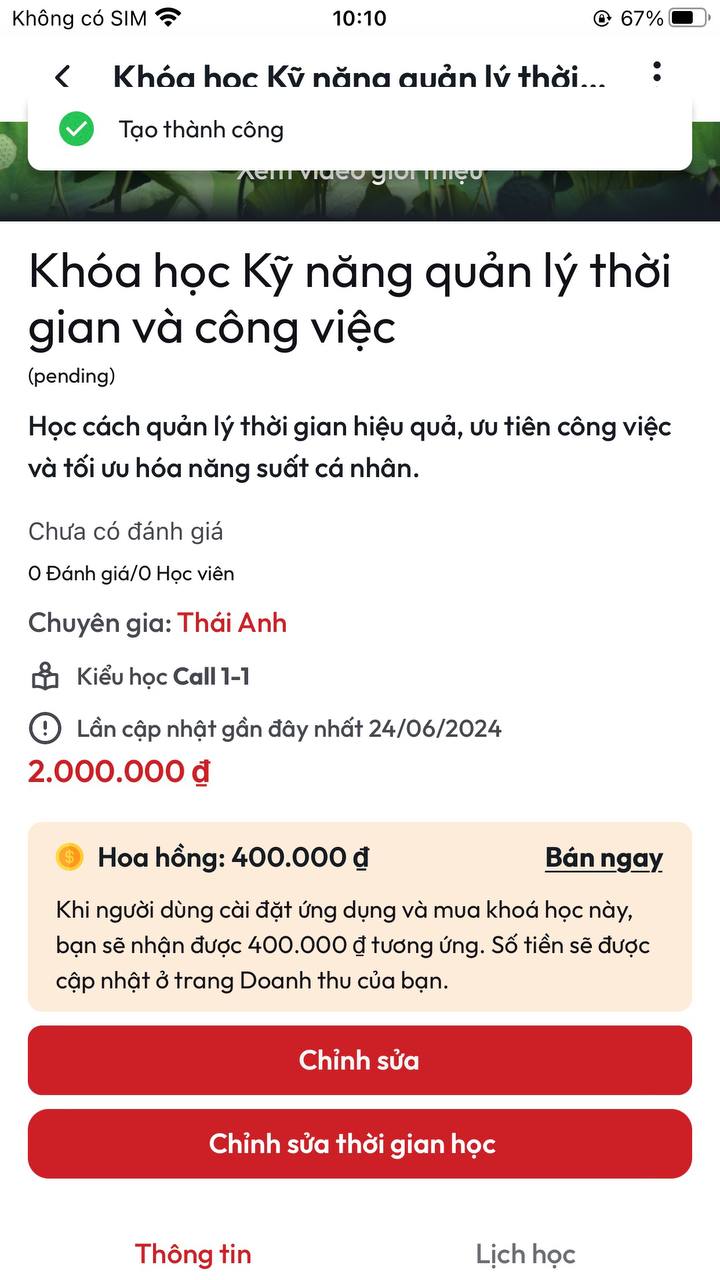 Không có SIM
10:10
67%
Khóa học Kỹ năng quản lý thời...
Tạo thành công
Xem video giới thiệu
Khóa học Kỹ năng quản lý thời
gian và công việc
(pending)
Học cách quản lý thời gian hiệu quả, ưu tiên công việc
và tối ưu hóa năng suất cá nhân.
Chưa có đánh giá
0 Đánh giá/0 Học viên
Chuyên gia: Thái Anh
Kiểu học Call 1-1
Lần cập nhật gần đây nhất 24/06/2024
2.000.000 ₫
Hoa hồng: 400.000 ₫
Bán ngay
Khi người dùng cài đặt ứng dụng và mua khoá học này,
bạn sẽ nhận được 400.000 ₫ tương ứng. Số tiền sẽ được
cập nhật ở trang Doanh thu của bạn.
Chỉnh sửa
Chỉnh sửa thời gian học
Thông tin
Lịch học